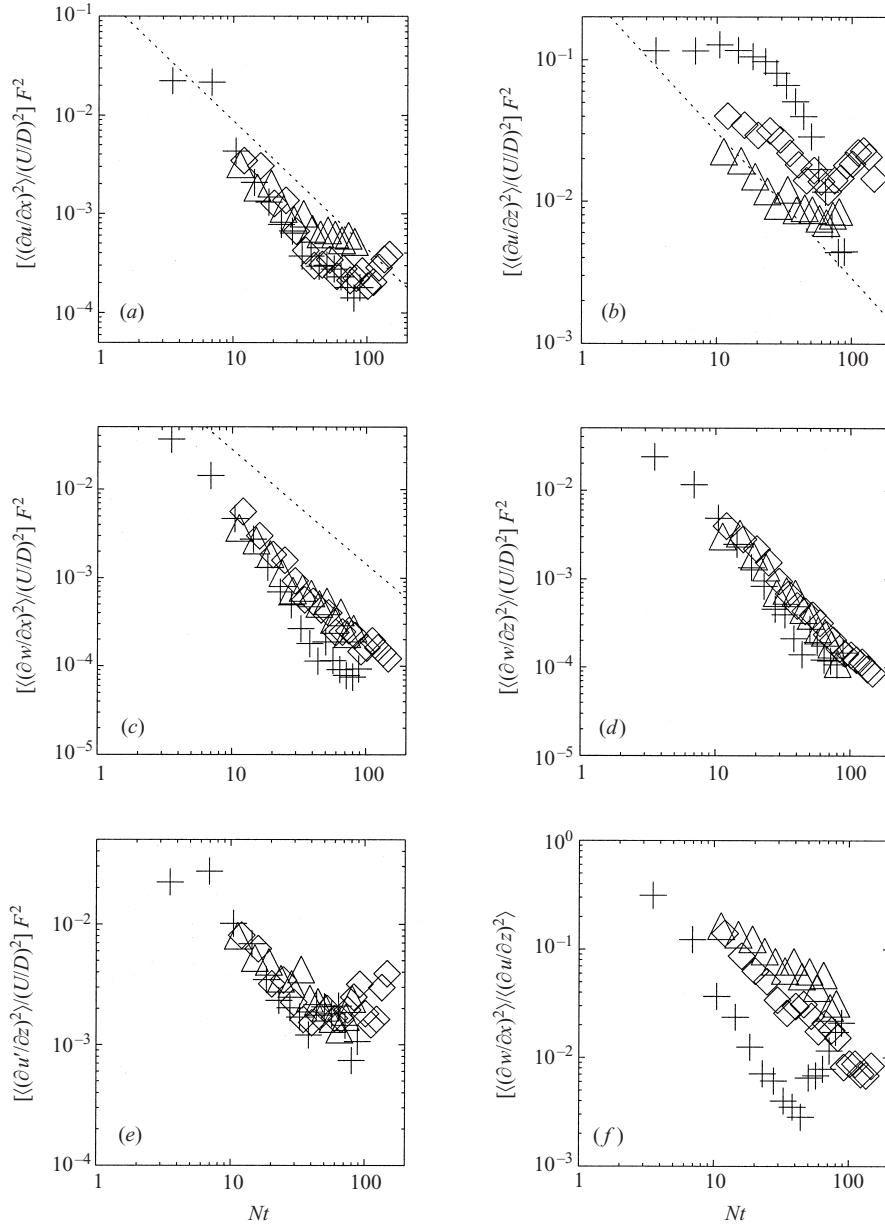 10⁻¹
10⁻²
10⁻³
10⁻⁴
[⟨(∂u/∂x)²⟩/(U/D)²] F²
(a)
1
10
100
10⁻¹
10⁻²
10⁻³
[⟨(∂u/∂z)²⟩/(U/D)²] F²
(b)
1
10
100
10⁻²
10⁻³
10⁻⁴
10⁻⁵
[⟨(∂w/∂x)²⟩/(U/D)²] F²
(c)
1
10
100
10⁻²
10⁻³
10⁻⁴
10⁻⁵
[⟨(∂w/∂z)²⟩/(U/D)²] F²
(d)
1
10
100
10⁻²
10⁻³
10⁻⁴
[⟨(∂u′/∂z)²⟩/(U/D)²] F²
(e)
1
10
100
Nt
10⁰
10⁻¹
10⁻²
10⁻³
[⟨(∂w/∂x)²⟩/⟨(∂u/∂z)²⟩
(f)
1
10
100
Nt